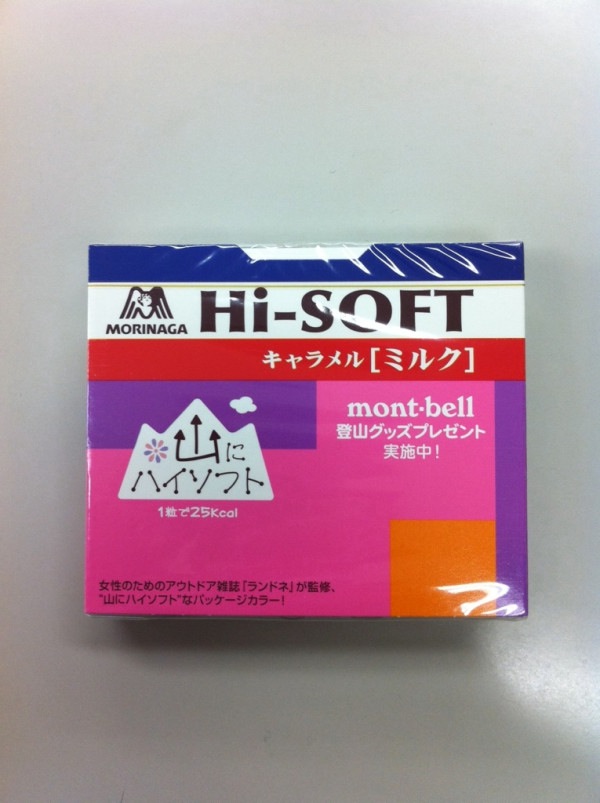 MORINAGA
Hi-SOFT
キャラメル[ミルク]
山に
ハイソフト
1粒で25Kcal
mont-bell
登山グッズプレゼント
実施中!
女性のためのアウトドア雑誌「ランドネ」が監修、
"山にハイソフト"なパッケージカラー!